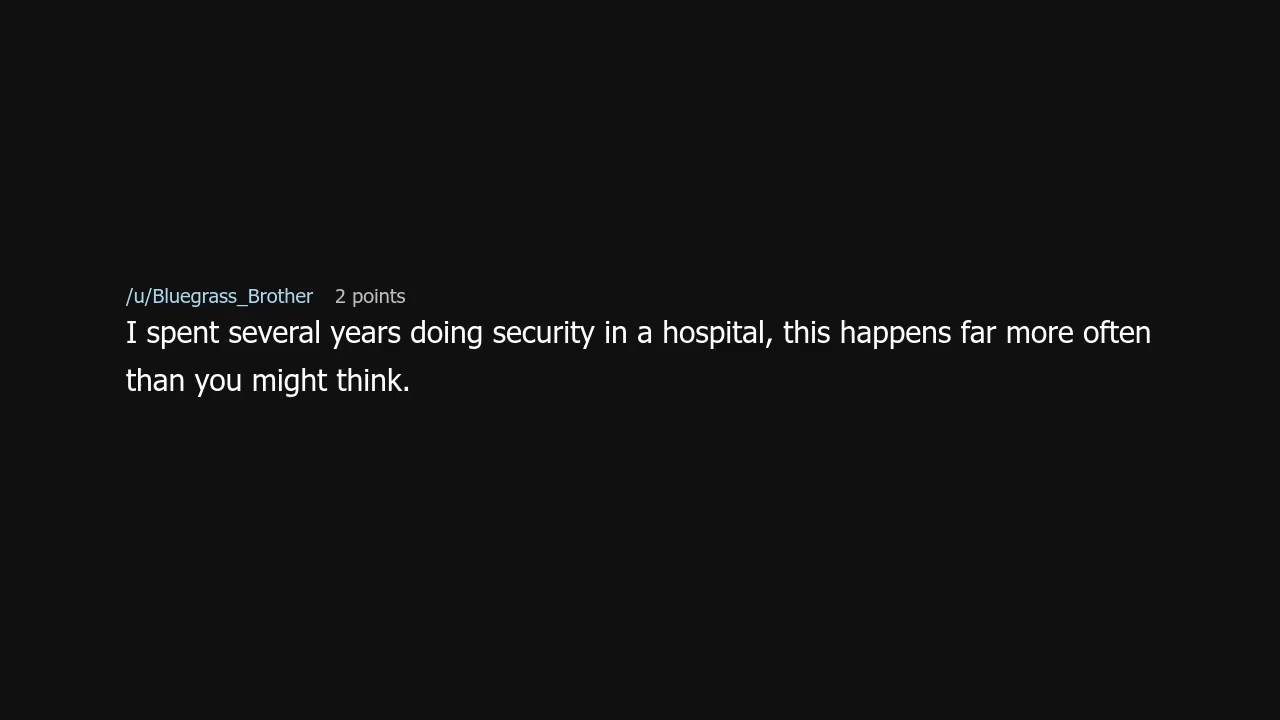 /u/Bluegrass_Brother 2 points
I spent several years doing security in a hospital, this happens far more often
than you might think.